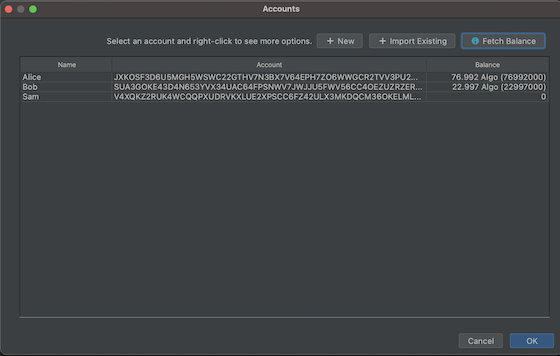 Accounts
Select an account and right-click to see more options. + New + Import Existing Fetch Balance
Name Account Balance
Alice JXKOSF3D6U5MGH5WSWC22GTHV7N3BX7V64EPH7ZO6WWGCR2TVV3PU2... 76.992 Algo (76992000)
Bob SUA3GOKE43D4N653YVX34UAC64FPSNWV7JWJJU5FWV56CC4OEZUZRZER... 22.997 Algo (22997000)
Sam V4XQKZ2RUK4WCQQPXUDRVKXLUE2XPSCC6FZ42ULX3MKDQCM36OKELML... 0
Cancel OK